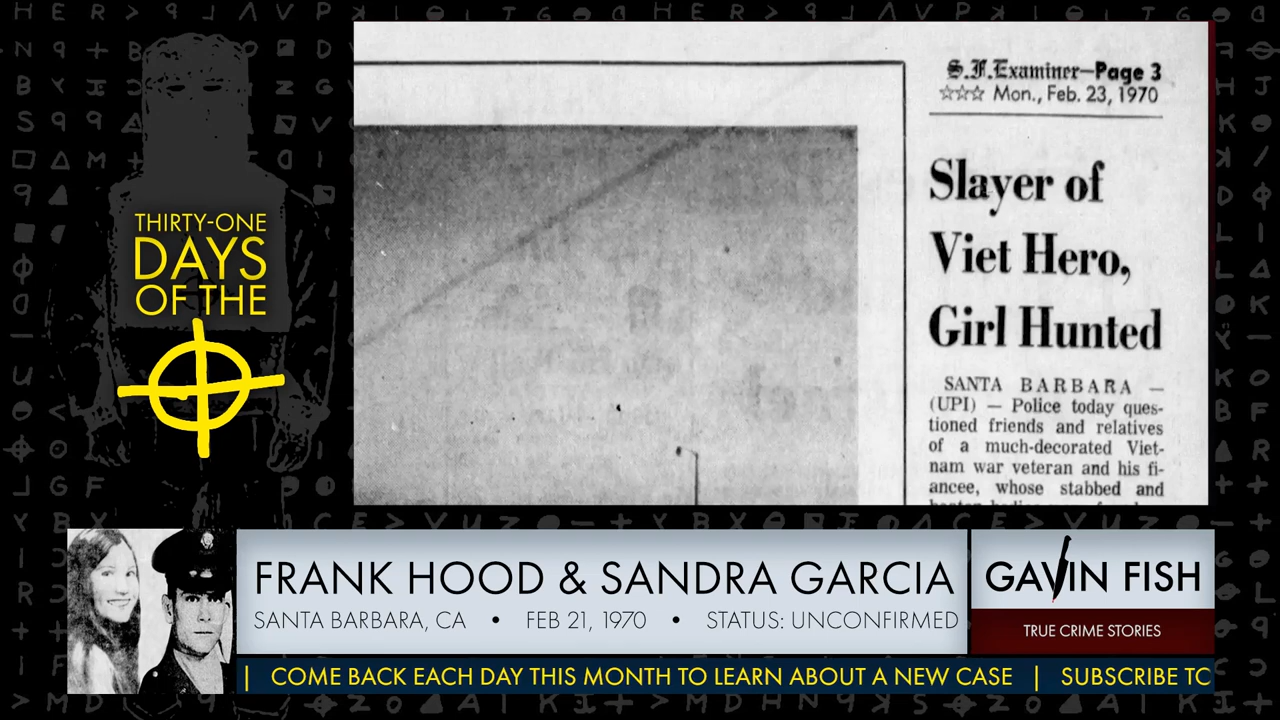 THIRTY-ONE
DAYS
OF THE
S.F.Examiner—Page 3
☆☆☆ Mon., Feb. 23, 1970
Slayer of
Viet Hero,
Girl Hunted
SANTA BARBARA —
(UPI) — Police today ques-
tioned friends and relatives
of a much-decorated Viet-
nam war veteran and his fi-
ancee, whose stabbed and
FRANK HOOD & SANDRA GARCIA
SANTA BARBARA, CA • FEB 21, 1970 • STATUS: UNCONFIRMED
GAVIN FISH
TRUE CRIME STORIES
| COME BACK EACH DAY THIS MONTH TO LEARN ABOUT A NEW CASE | SUBSCRIBE TO